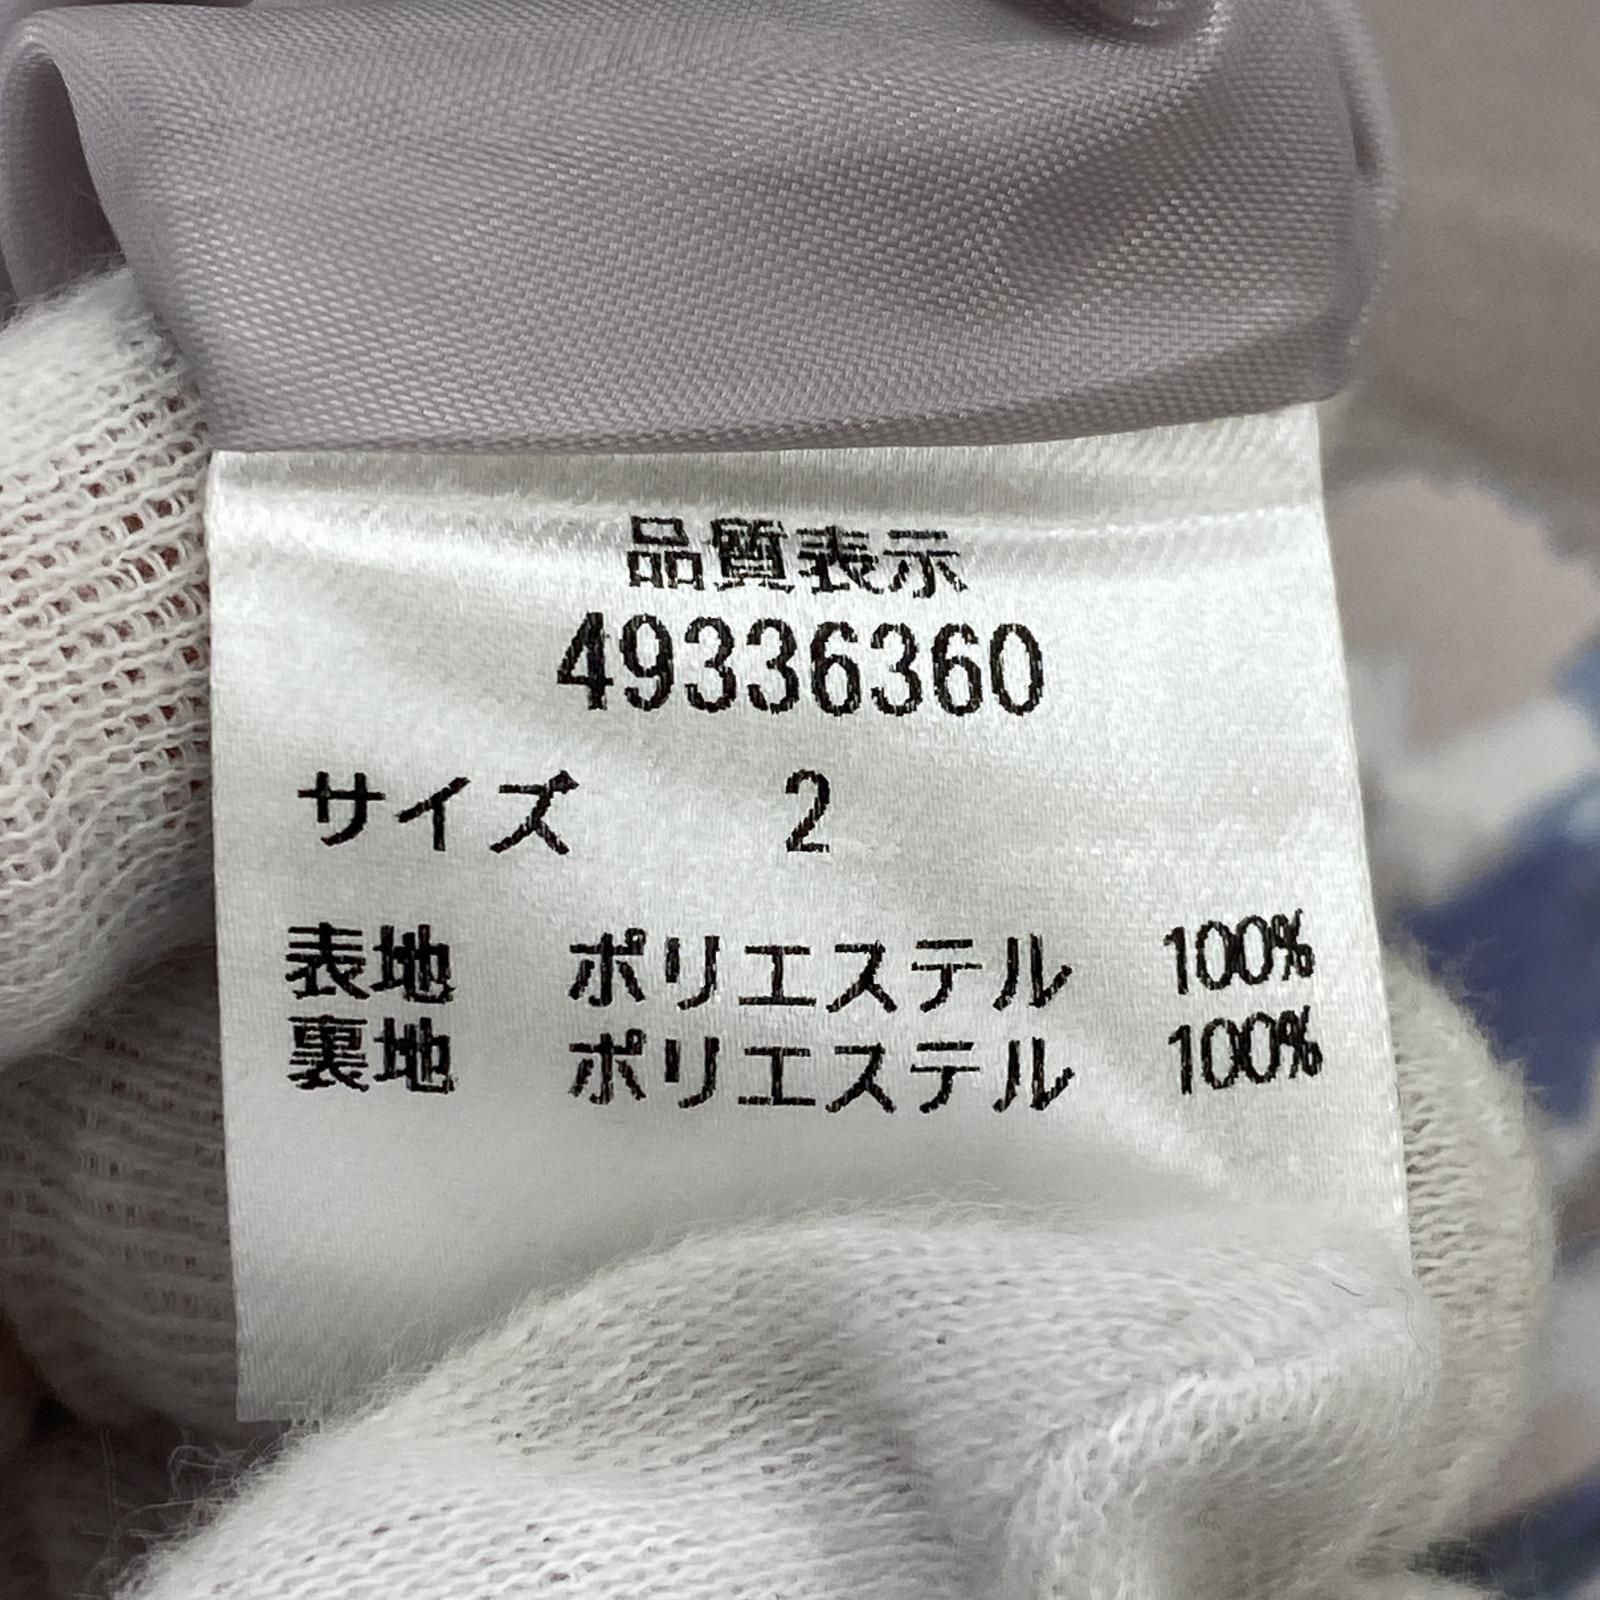 品質表示
49336360
サイズ 2
表地 ポリエステル 100%
裏地 ポリエステル 100%